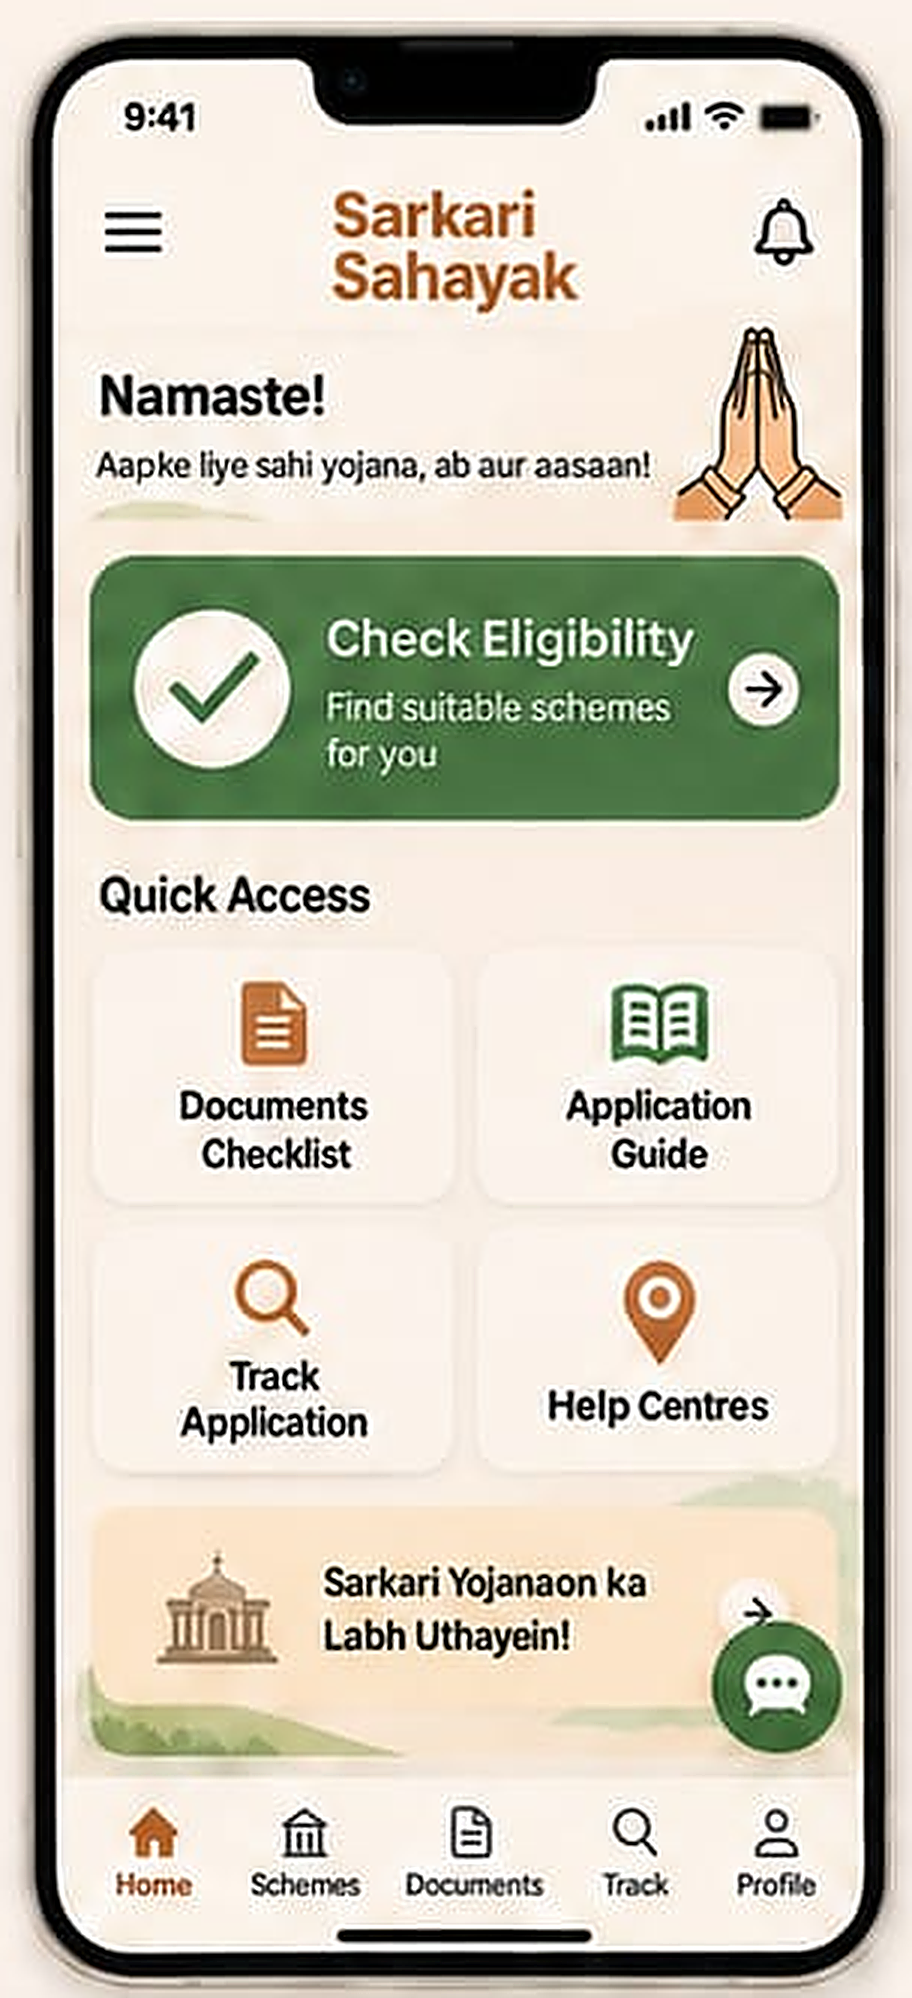 9:41
Sarkari
Sahayak
Namaste!
Aapke liye sahi yojana, ab aur aasaan!
Check Eligibility
Find suitable schemes
for you
Quick Access
Documents
Checklist
Application
Guide
Track
Application
Help Centres
Sarkari Yojanaon ka
Labh Uthayein!
Home
Schemes
Documents
Track
Profile